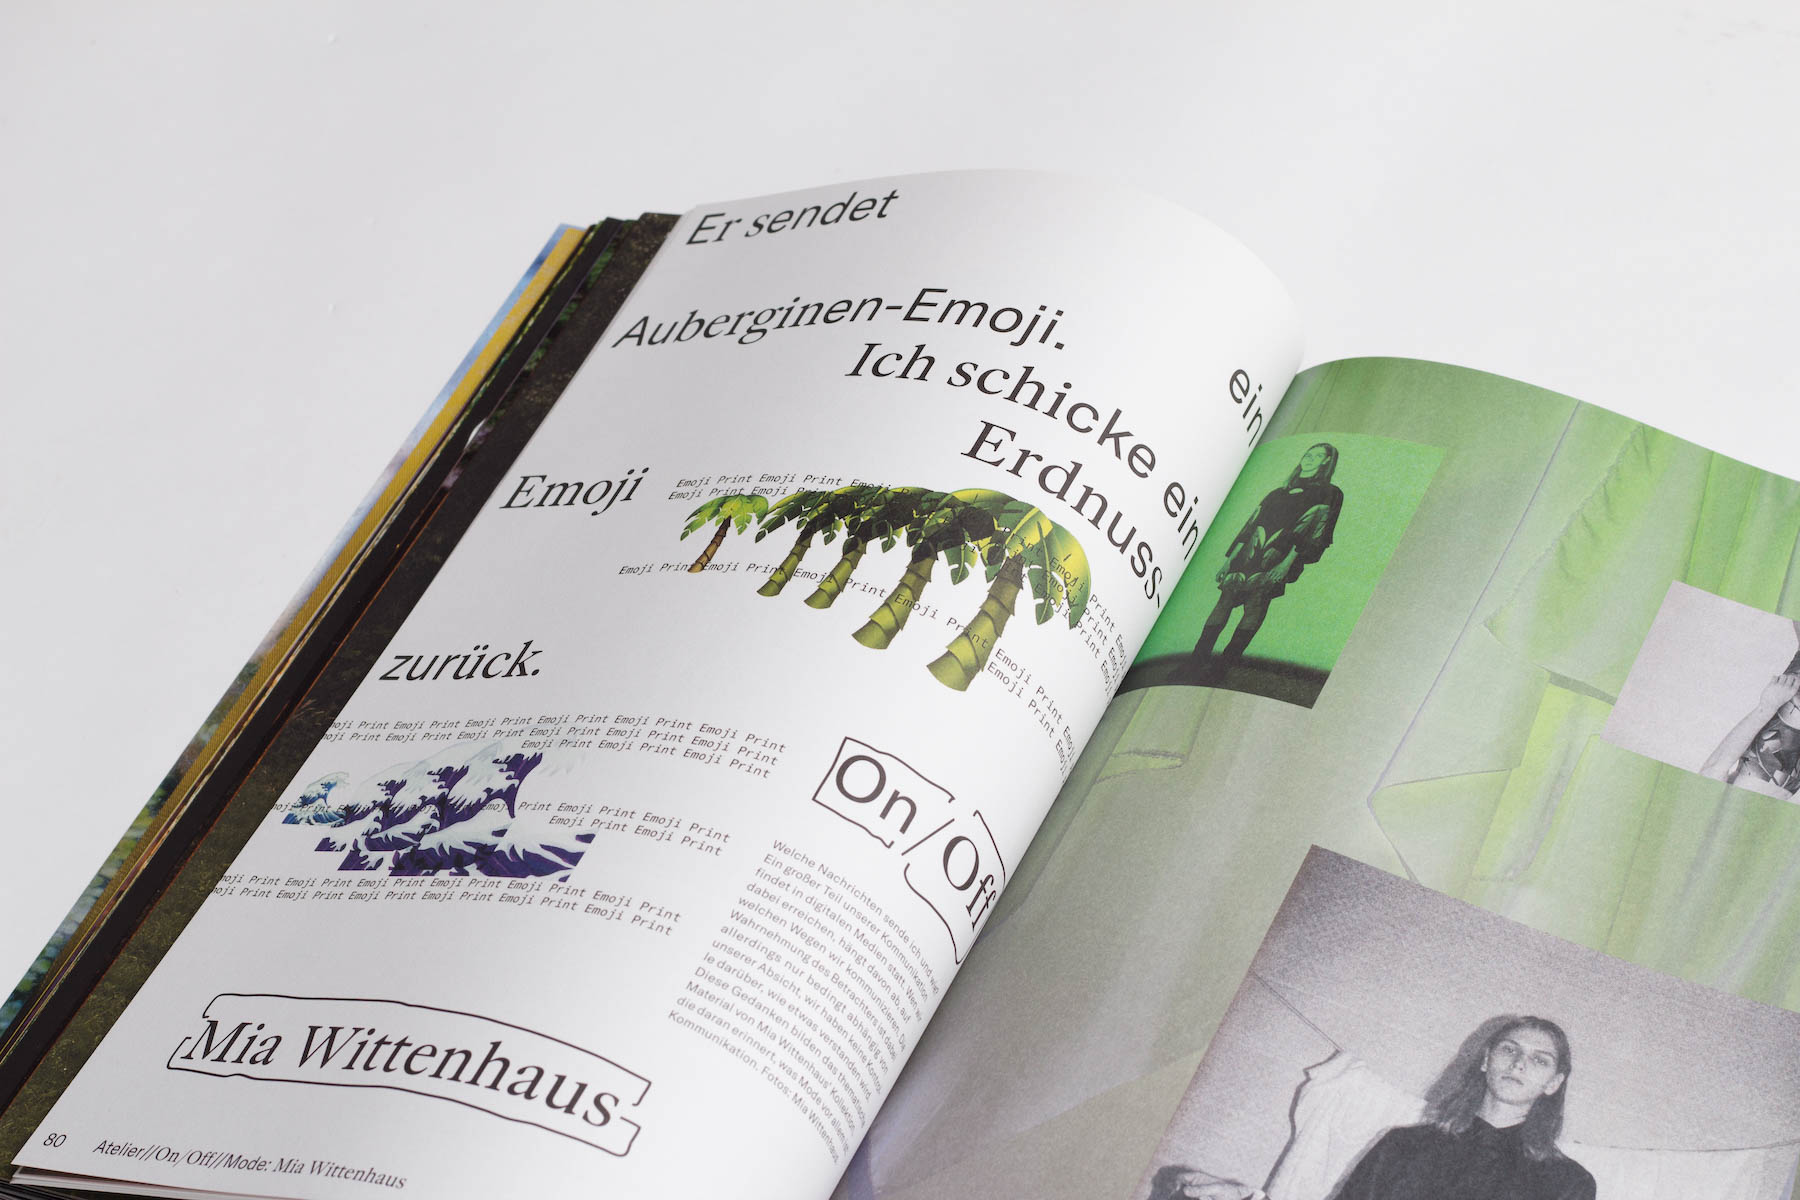 Er sendet
ein
Auberginen-Emoji.
Ich schicke ein
Erdnuss-
Emoji
zurück.
Emoji Print Emoji Print Emoji Print Emoji Print
Emoji Print Emoji Print Emoji Print
Emoji Print Emoji Print Emoji Print Emoji Print Emoji Print
Emoji Print Emoji Print
Emoji Print Emoji Print
Emoji Print Emoji Print Emoji Print Emoji Print Emoji Print Emoji Print
Emoji Print Emoji Print Emoji Print Emoji Print Emoji Print Emoji Print
Emoji Print Emoji Print Emoji Print
Emoji Print
Print Emoji Print Emoji Print
Emoji Print Emoji Print
Emoji Print Emoji Print Emoji Print Emoji Print Emoji Print Emoji Print
Emoji Print Emoji Print Emoji Print Emoji Print Emoji Print Emoji Print
On/Off
Welche Nachrichten sende ich und wie?
Ein großer Teil unserer Kommunikation
findet in digitalen Medien statt. Wen wir
dabei erreichen, hängt davon ab, auf
welchen Wegen wir kommunizieren. Die
Wahrnehmung des Betrachters ist dabei
allerdings nur bedingt abhängig von
unserer Absicht, wir haben keine Kontrol-
le darüber, wie etwas verstanden wird.
Diese Gedanken bilden das thematische
Material von Mia Wittenhaus' Kollektion,
die daran erinnert, was Mode vor allem ist:
Kommunikation. Fotos: Mia Wittenhaus
Mia Wittenhaus
80 Atelier//On/Off//Mode: Mia Wittenhaus